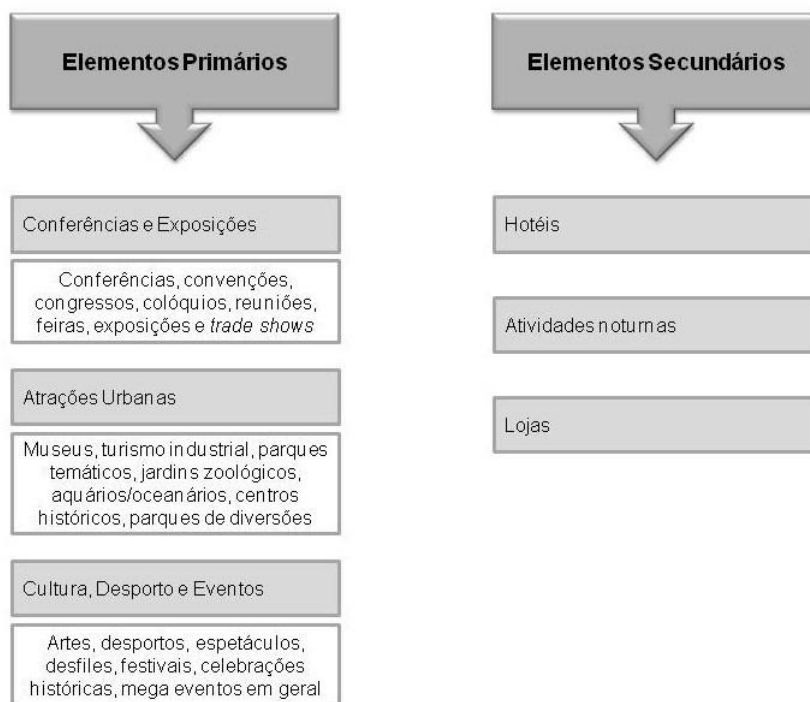 Elementos Primários
Conferências e Exposições
Conferências, convenções,
congressos, colóquios, reuniões,
feiras, exposições e trade shows
Atrações Urbanas
Museus, turismo industrial, parques
temáticos, jardins zoológicos,
aquários/oceanários, centros
históricos, parques de diversões
Cultura, Desporto e Eventos
Artes, desportos, espetáculos,
desfiles, festivais, celebrações
históricas, mega eventos em geral
Elementos Secundários
Hotéis
Atividades noturnas
Lojas